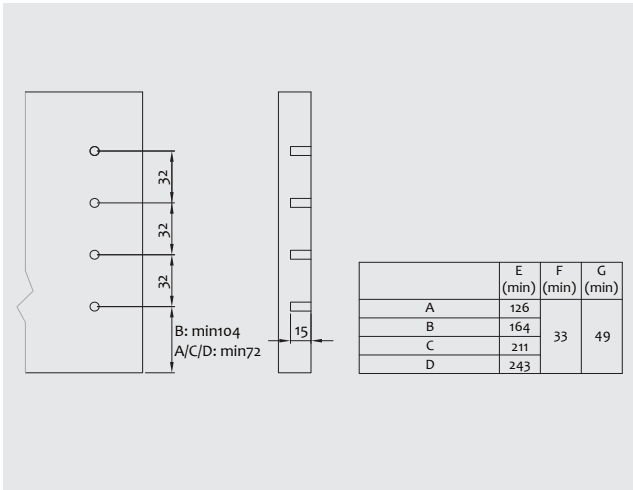 32
32
32
B: min104
A/C/D: min72
15
E F G
(min) (min) (min)
A 126
B 164
33 49
C 211
D 243